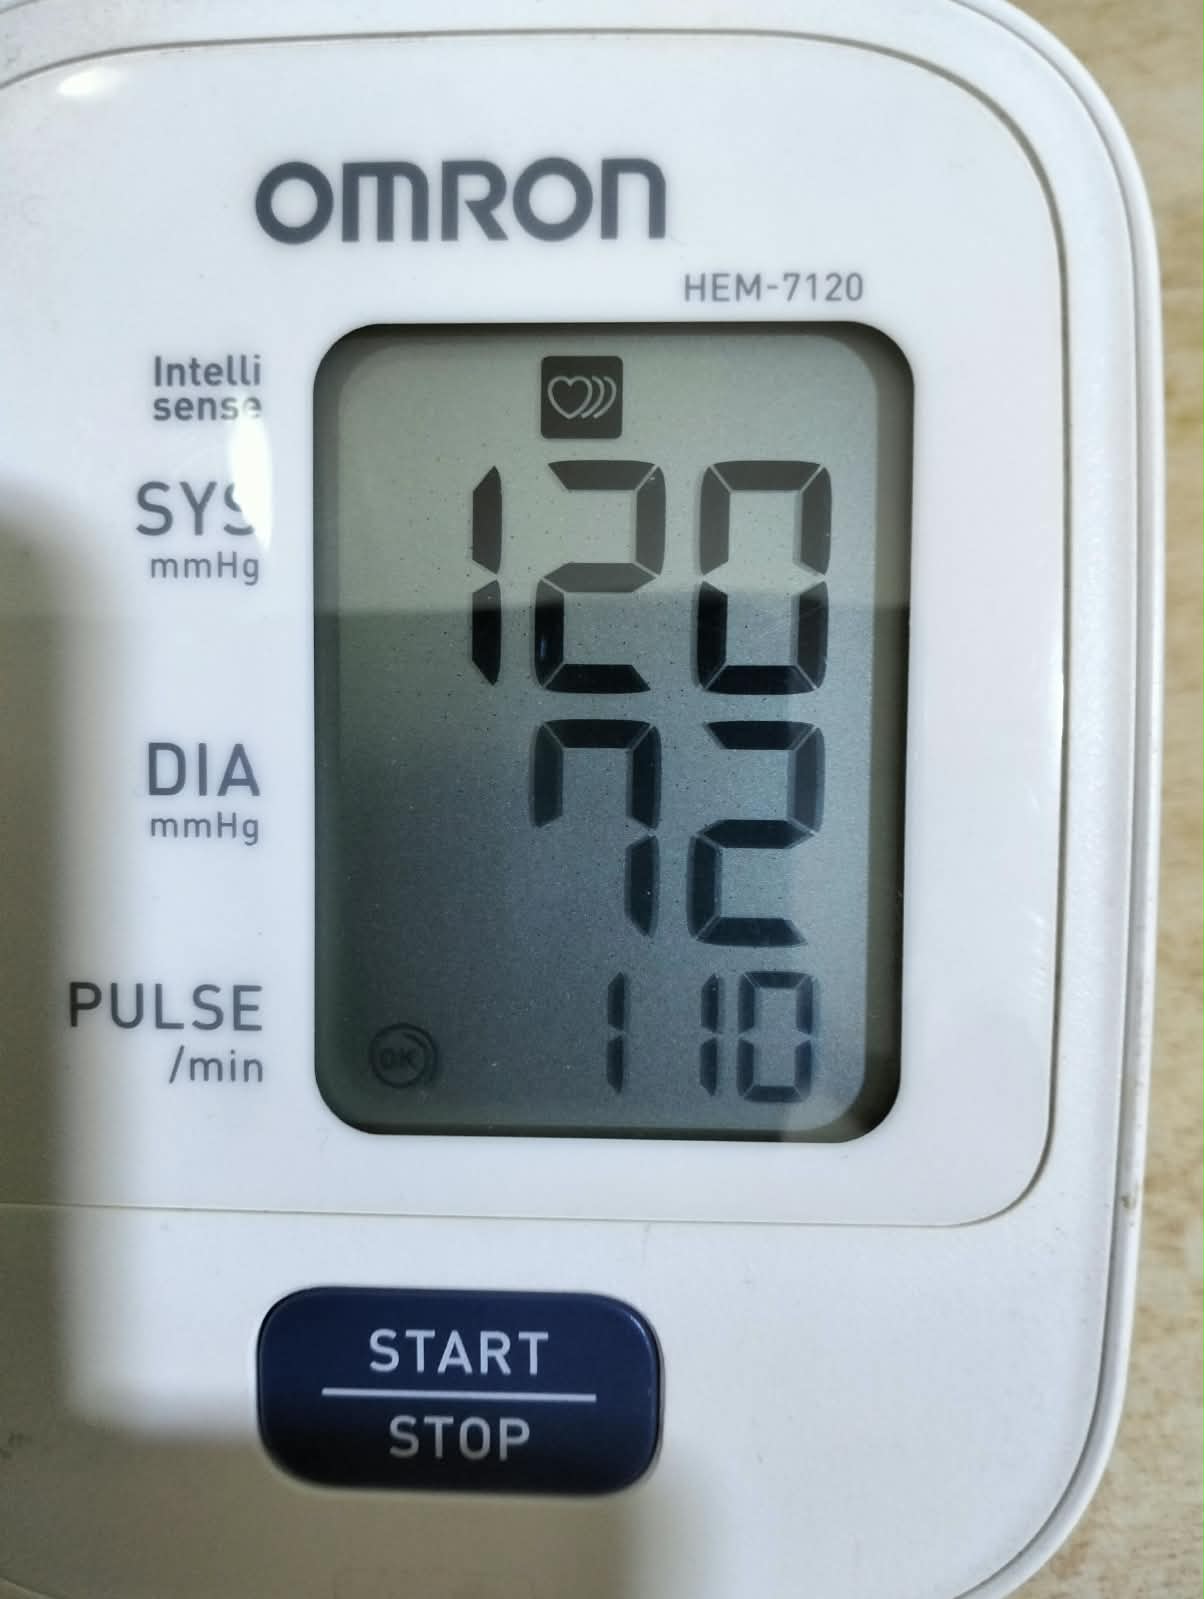 OMRON
HEM-7120
Intelli
sense
SYS
mmHg
120
DIA
mmHg
72
PULSE
/min
110
OK
START
STOP